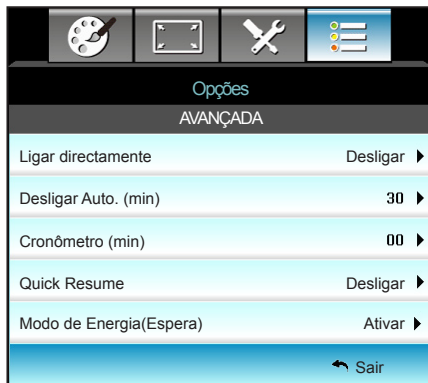 Opções
AVANÇADA
Ligar directamente Desligar
Desligar Auto. (min) 30
Cronômetro (min) 00
Quick Resume Desligar
Modo de Energia(Espera) Ativar
Sair